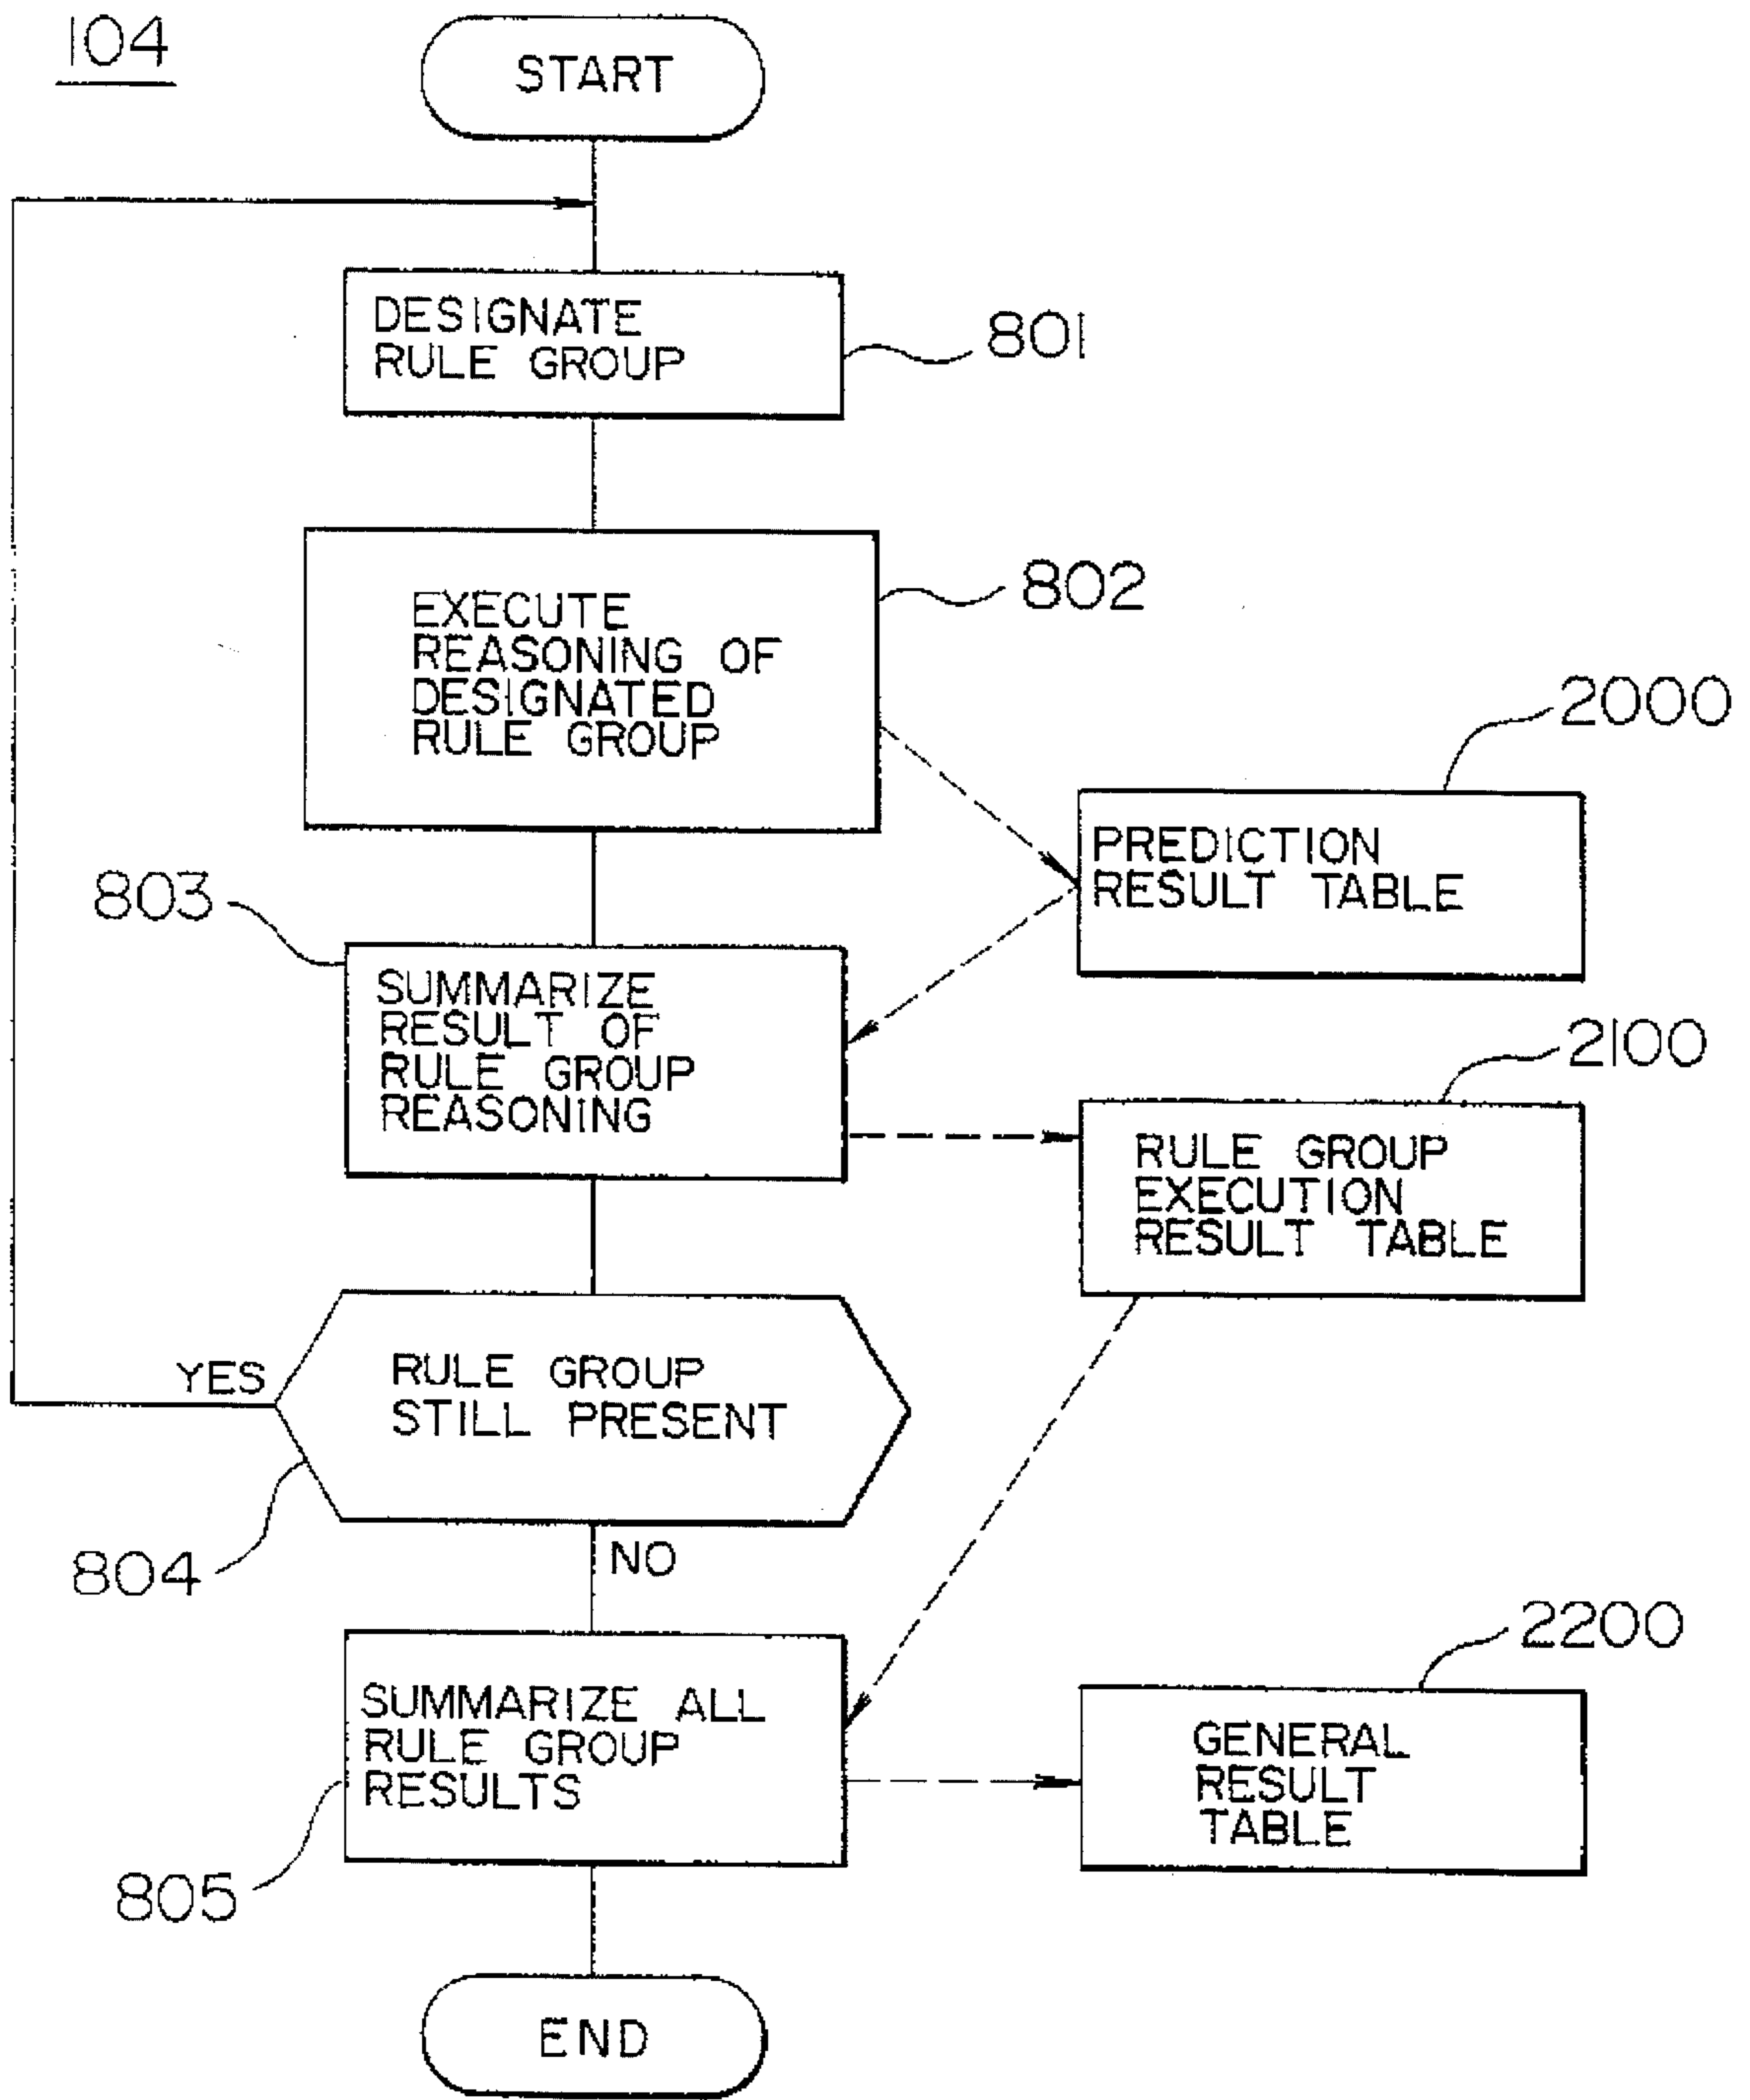 104
START
DESIGNATE
RULE GROUP
801
EXECUTE
REASONING OF
DESIGNATED
RULE GROUP
802
2000
PREDICTION
RESULT TABLE
803
SUMMARIZE
RESULT OF
RULE GROUP
REASONING
2100
RULE GROUP
EXECUTION
RESULT TABLE
YES
RULE GROUP
STILL PRESENT
804
NO
2200
SUMMARIZE ALL
RULE GROUP
RESULTS
GENERAL
RESULT
TABLE
805
END